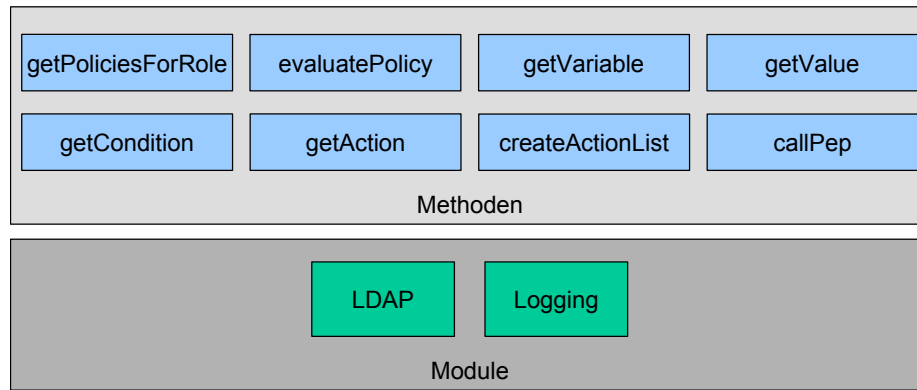 getPoliciesForRole evaluatePolicy getVariable getValue
getCondition getAction createActionList callPep
Methoden
LDAP Logging
Module